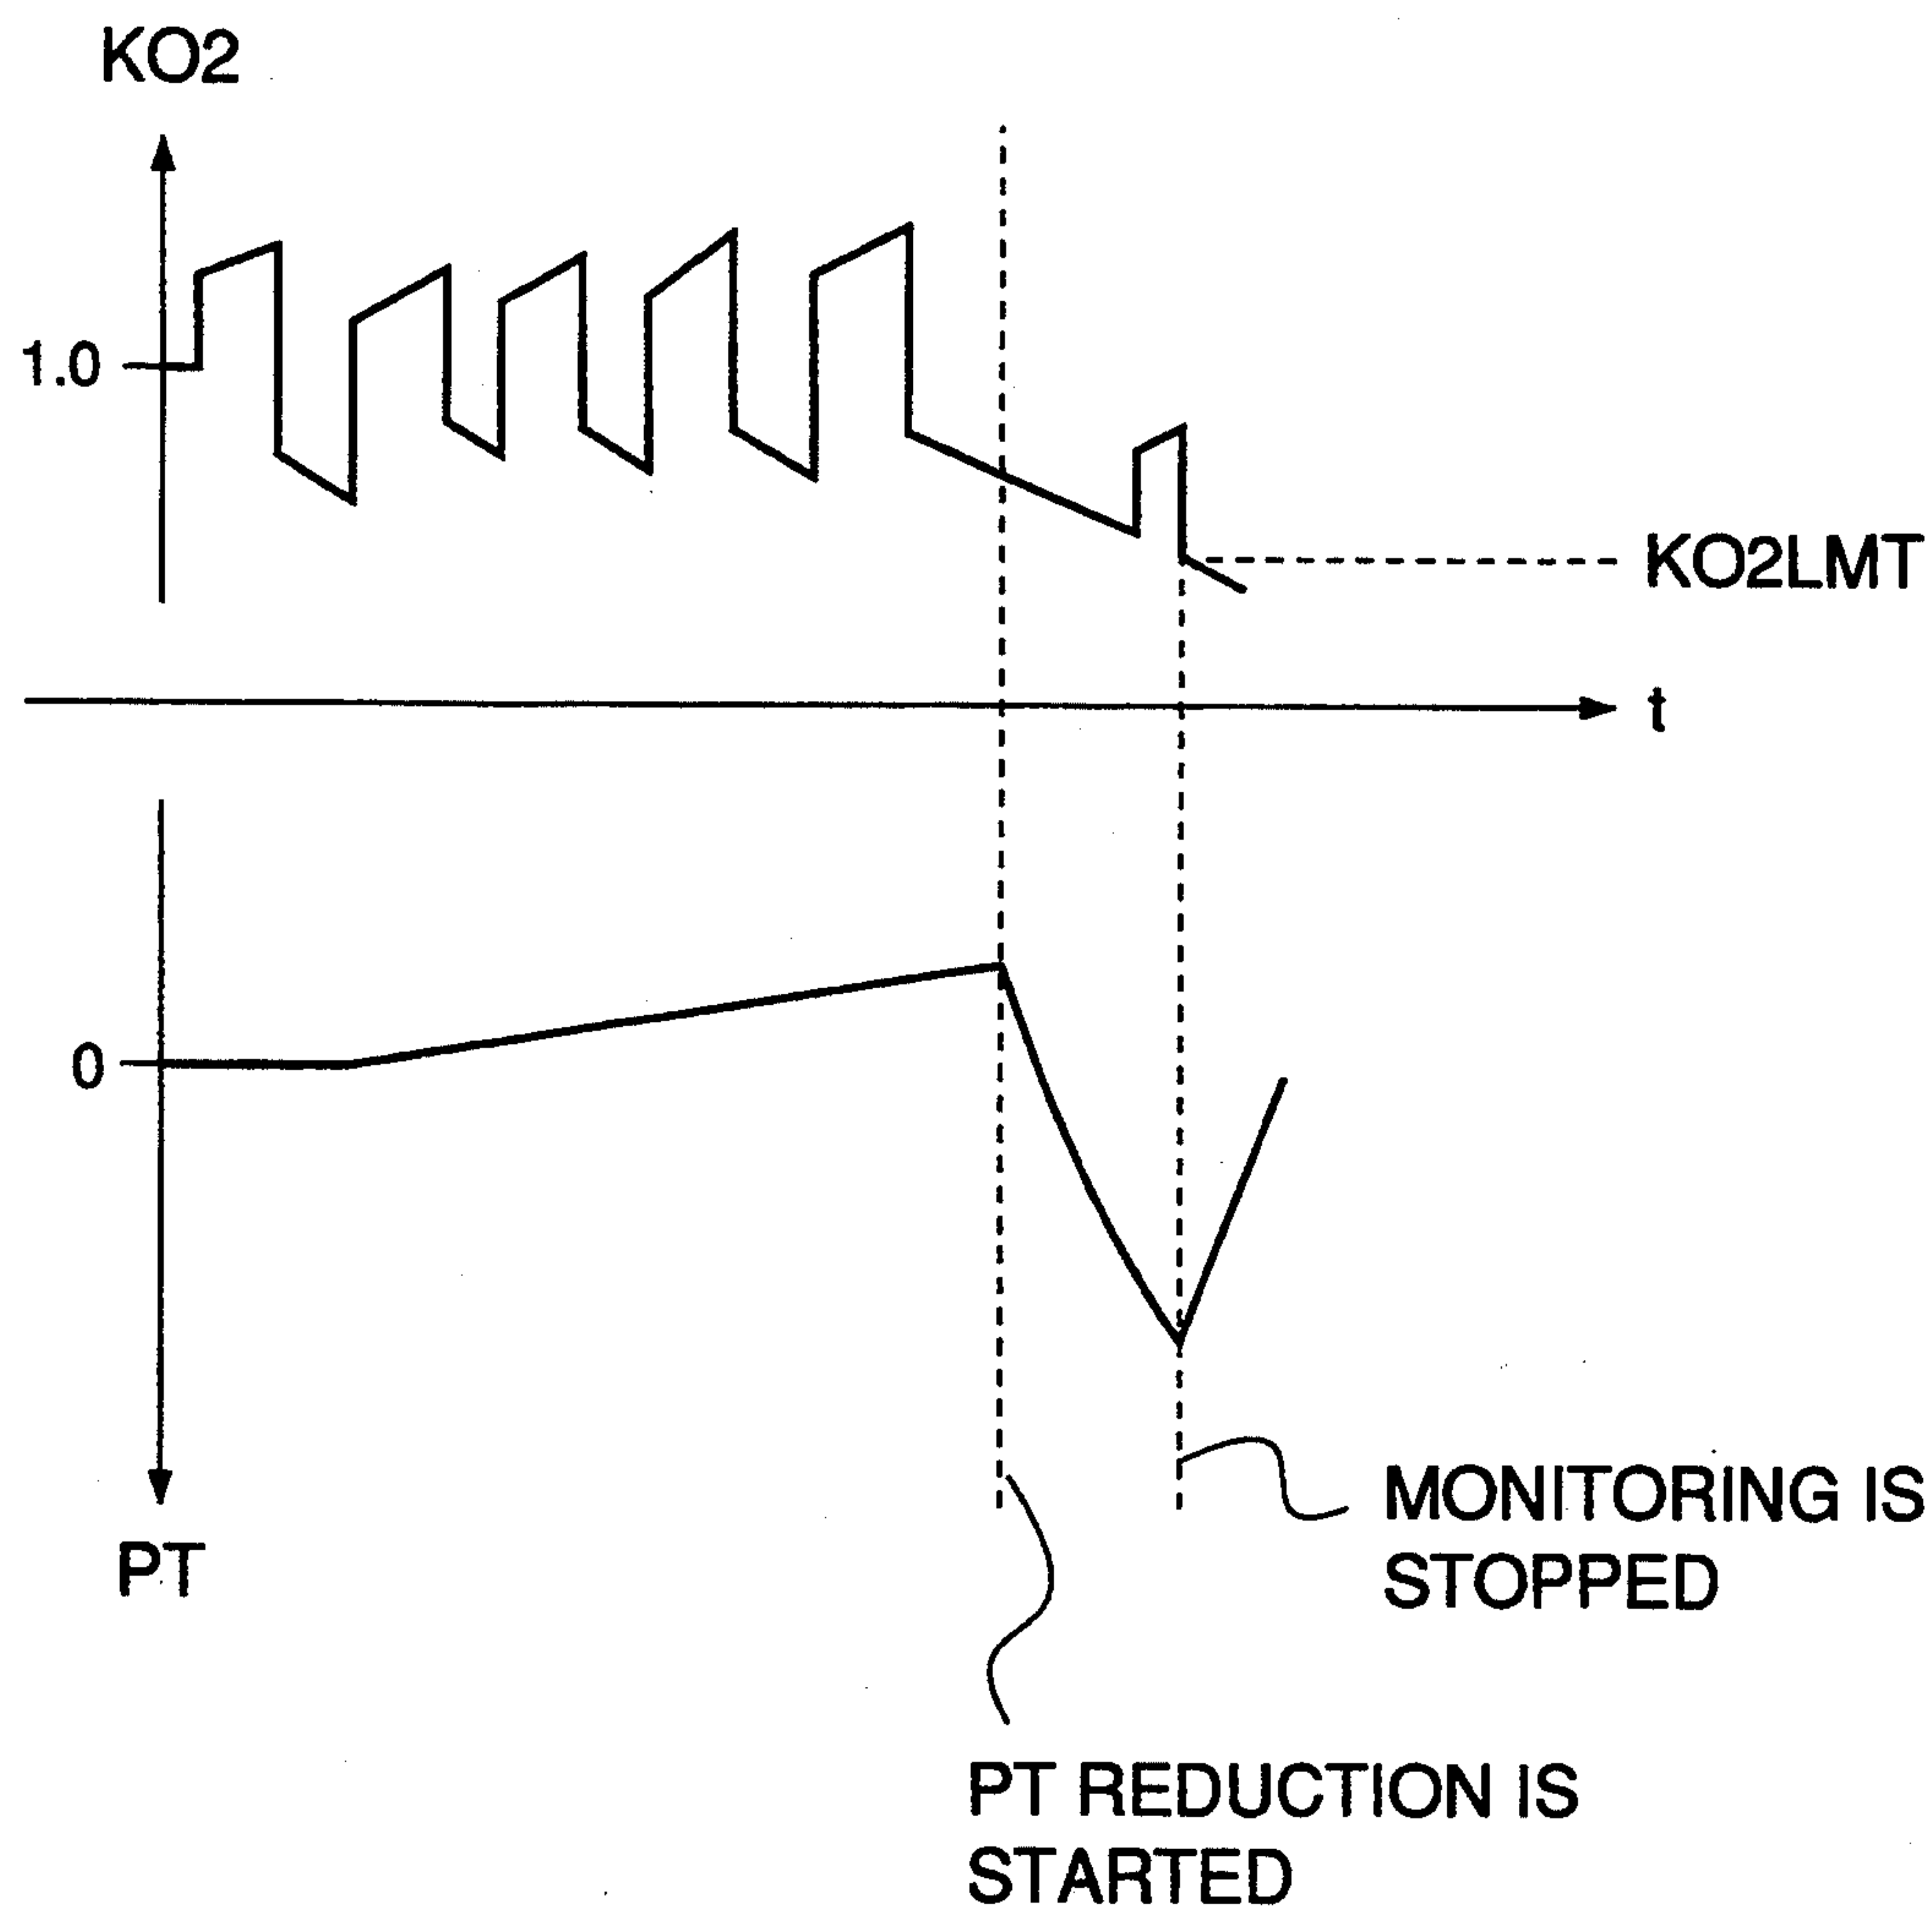 KO2
1.0
KO2LMT
t
0
PT
MONITORING IS
STOPPED
PT REDUCTION IS
STARTED